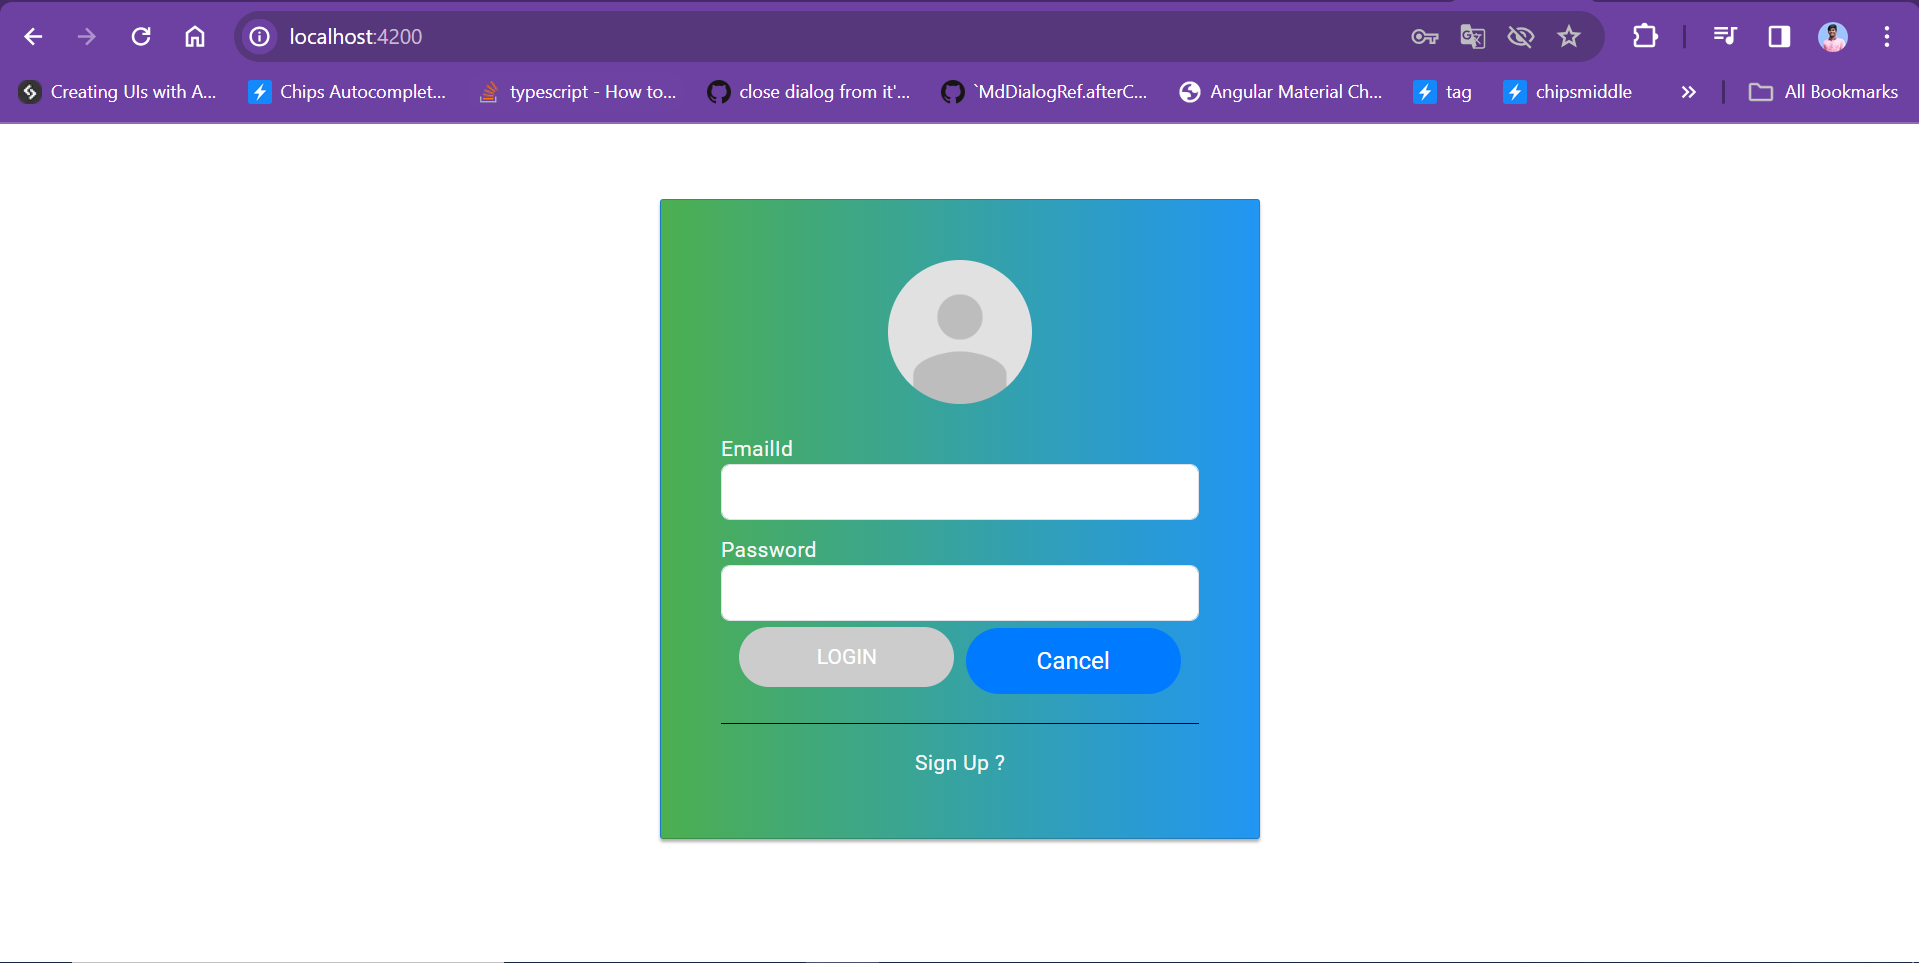 localhost:4200
Creating UIs with A... Chips Autocomplet... typescript - How to... close dialog from it'... `MdDialogRef.afterC... Angular Material Ch... tag chipsmiddle All Bookmarks
EmailId
Password
LOGIN Cancel
Sign Up ?